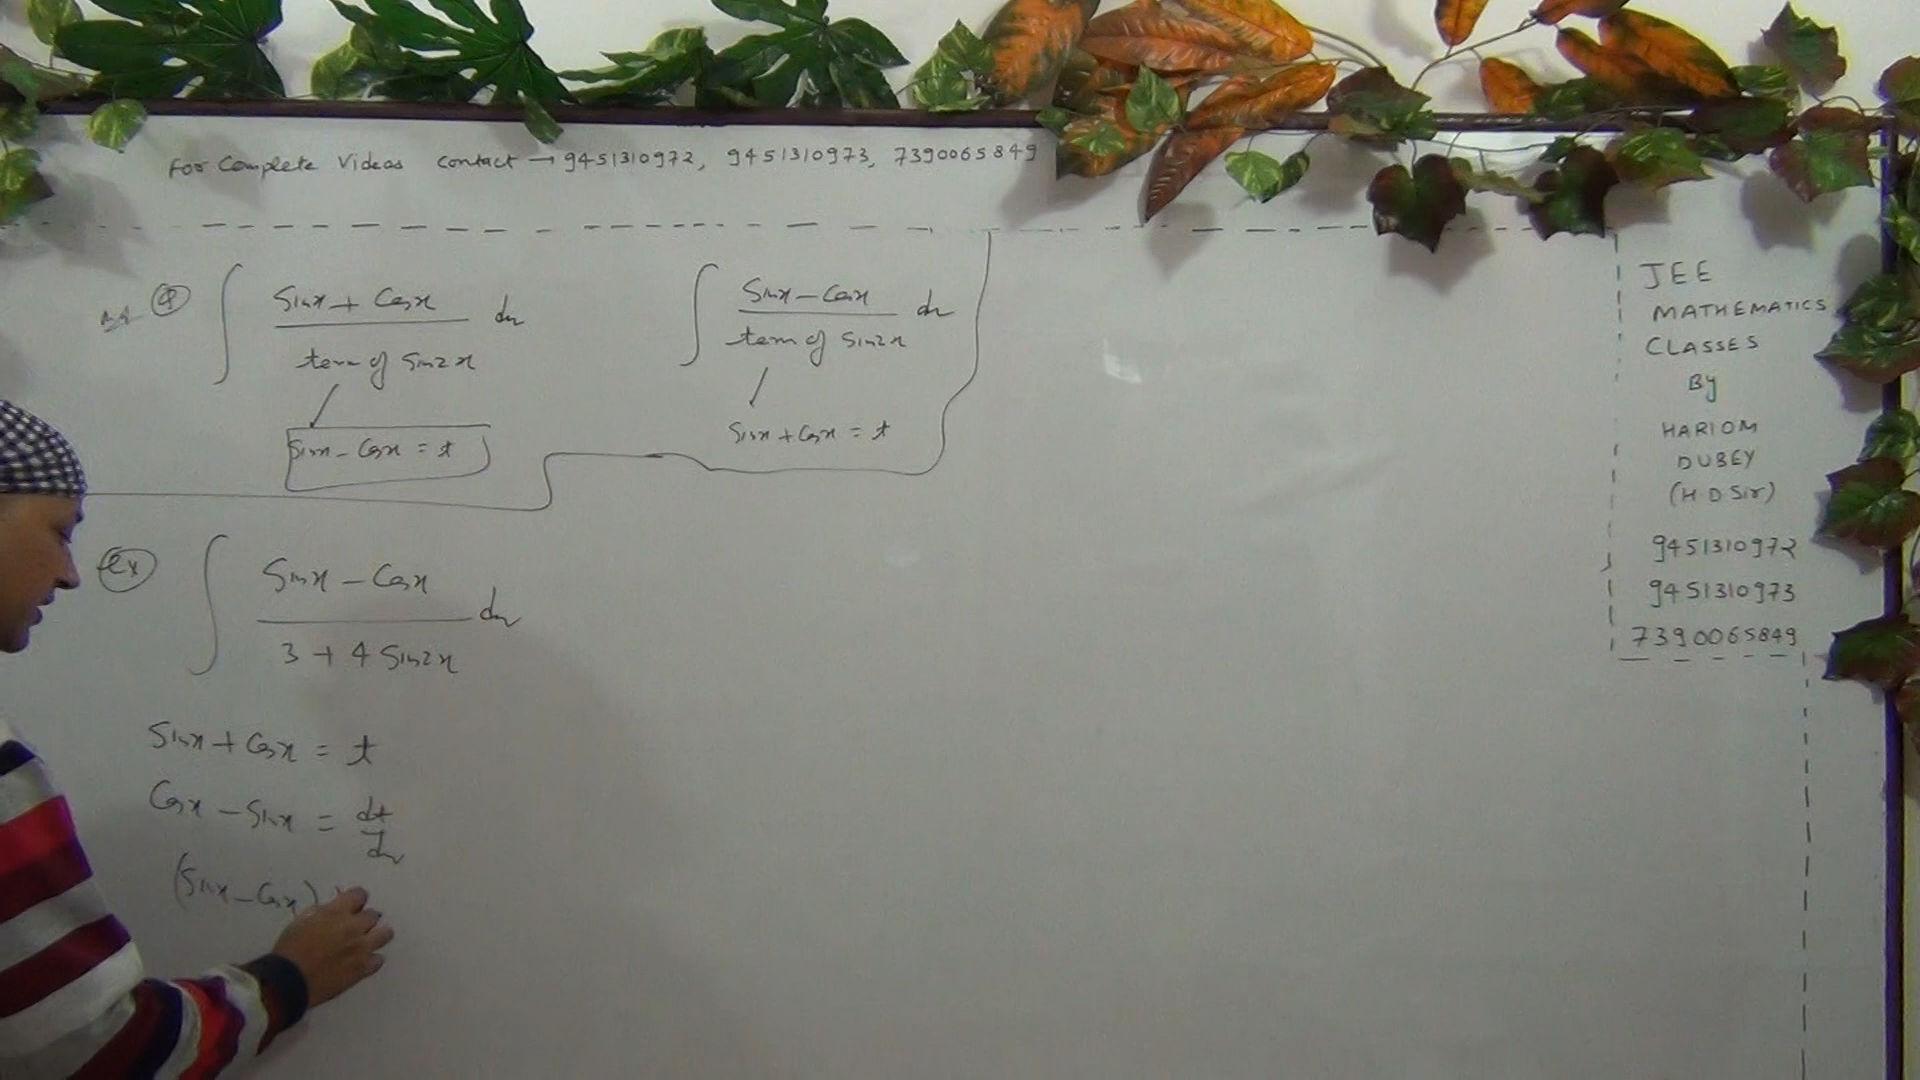 For Complete Videos Contact → 9451310972, 9451310973, 7390065849
④ ∫ (Sinx + Cosx)/(term of Sin2x) dx
Sinx - Cosx = t
∫ (Sinx - Cosx)/(term of Sin2x) dx
Sinx + Cosx = t
Ex ∫ (Sinx - Cosx)/(3 + 4 Sin2x) dx
Sinx + Cosx = t
Cosx - Sinx = dt/dx
(Sinx - Cosx)
JEE
MATHEMATICS
CLASSES
By
HARIOM
DUBEY
(H.D Sir)
9451310972
9451310973
7390065849